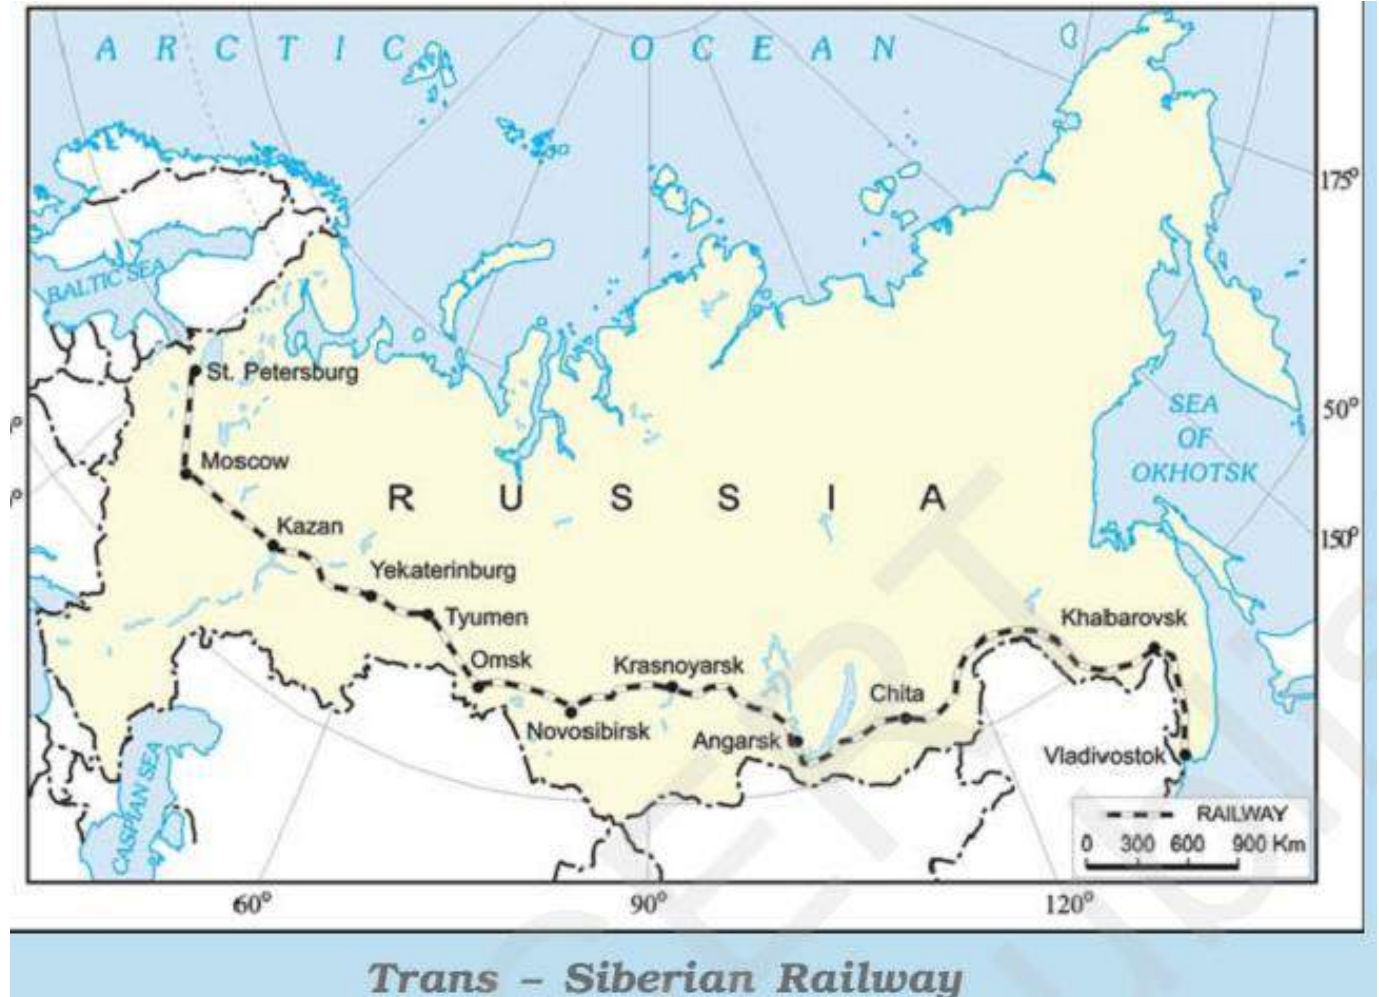 ARCTIC OCEAN
BALTIC SEA
175°
St. Petersburg
SEA
OF
OKHOTSK
50°
Moscow
RUSSIA
Kazan
150°
Yekaterinburg
Tyumen
Khabarovsk
Omsk
Krasnoyarsk
Chita
Novosibirsk
Angarsk
Vladivostok
CASPIAN SEA
RAILWAY
0 300 600 900 Km
60° 90° 120°
Trans – Siberian Railway